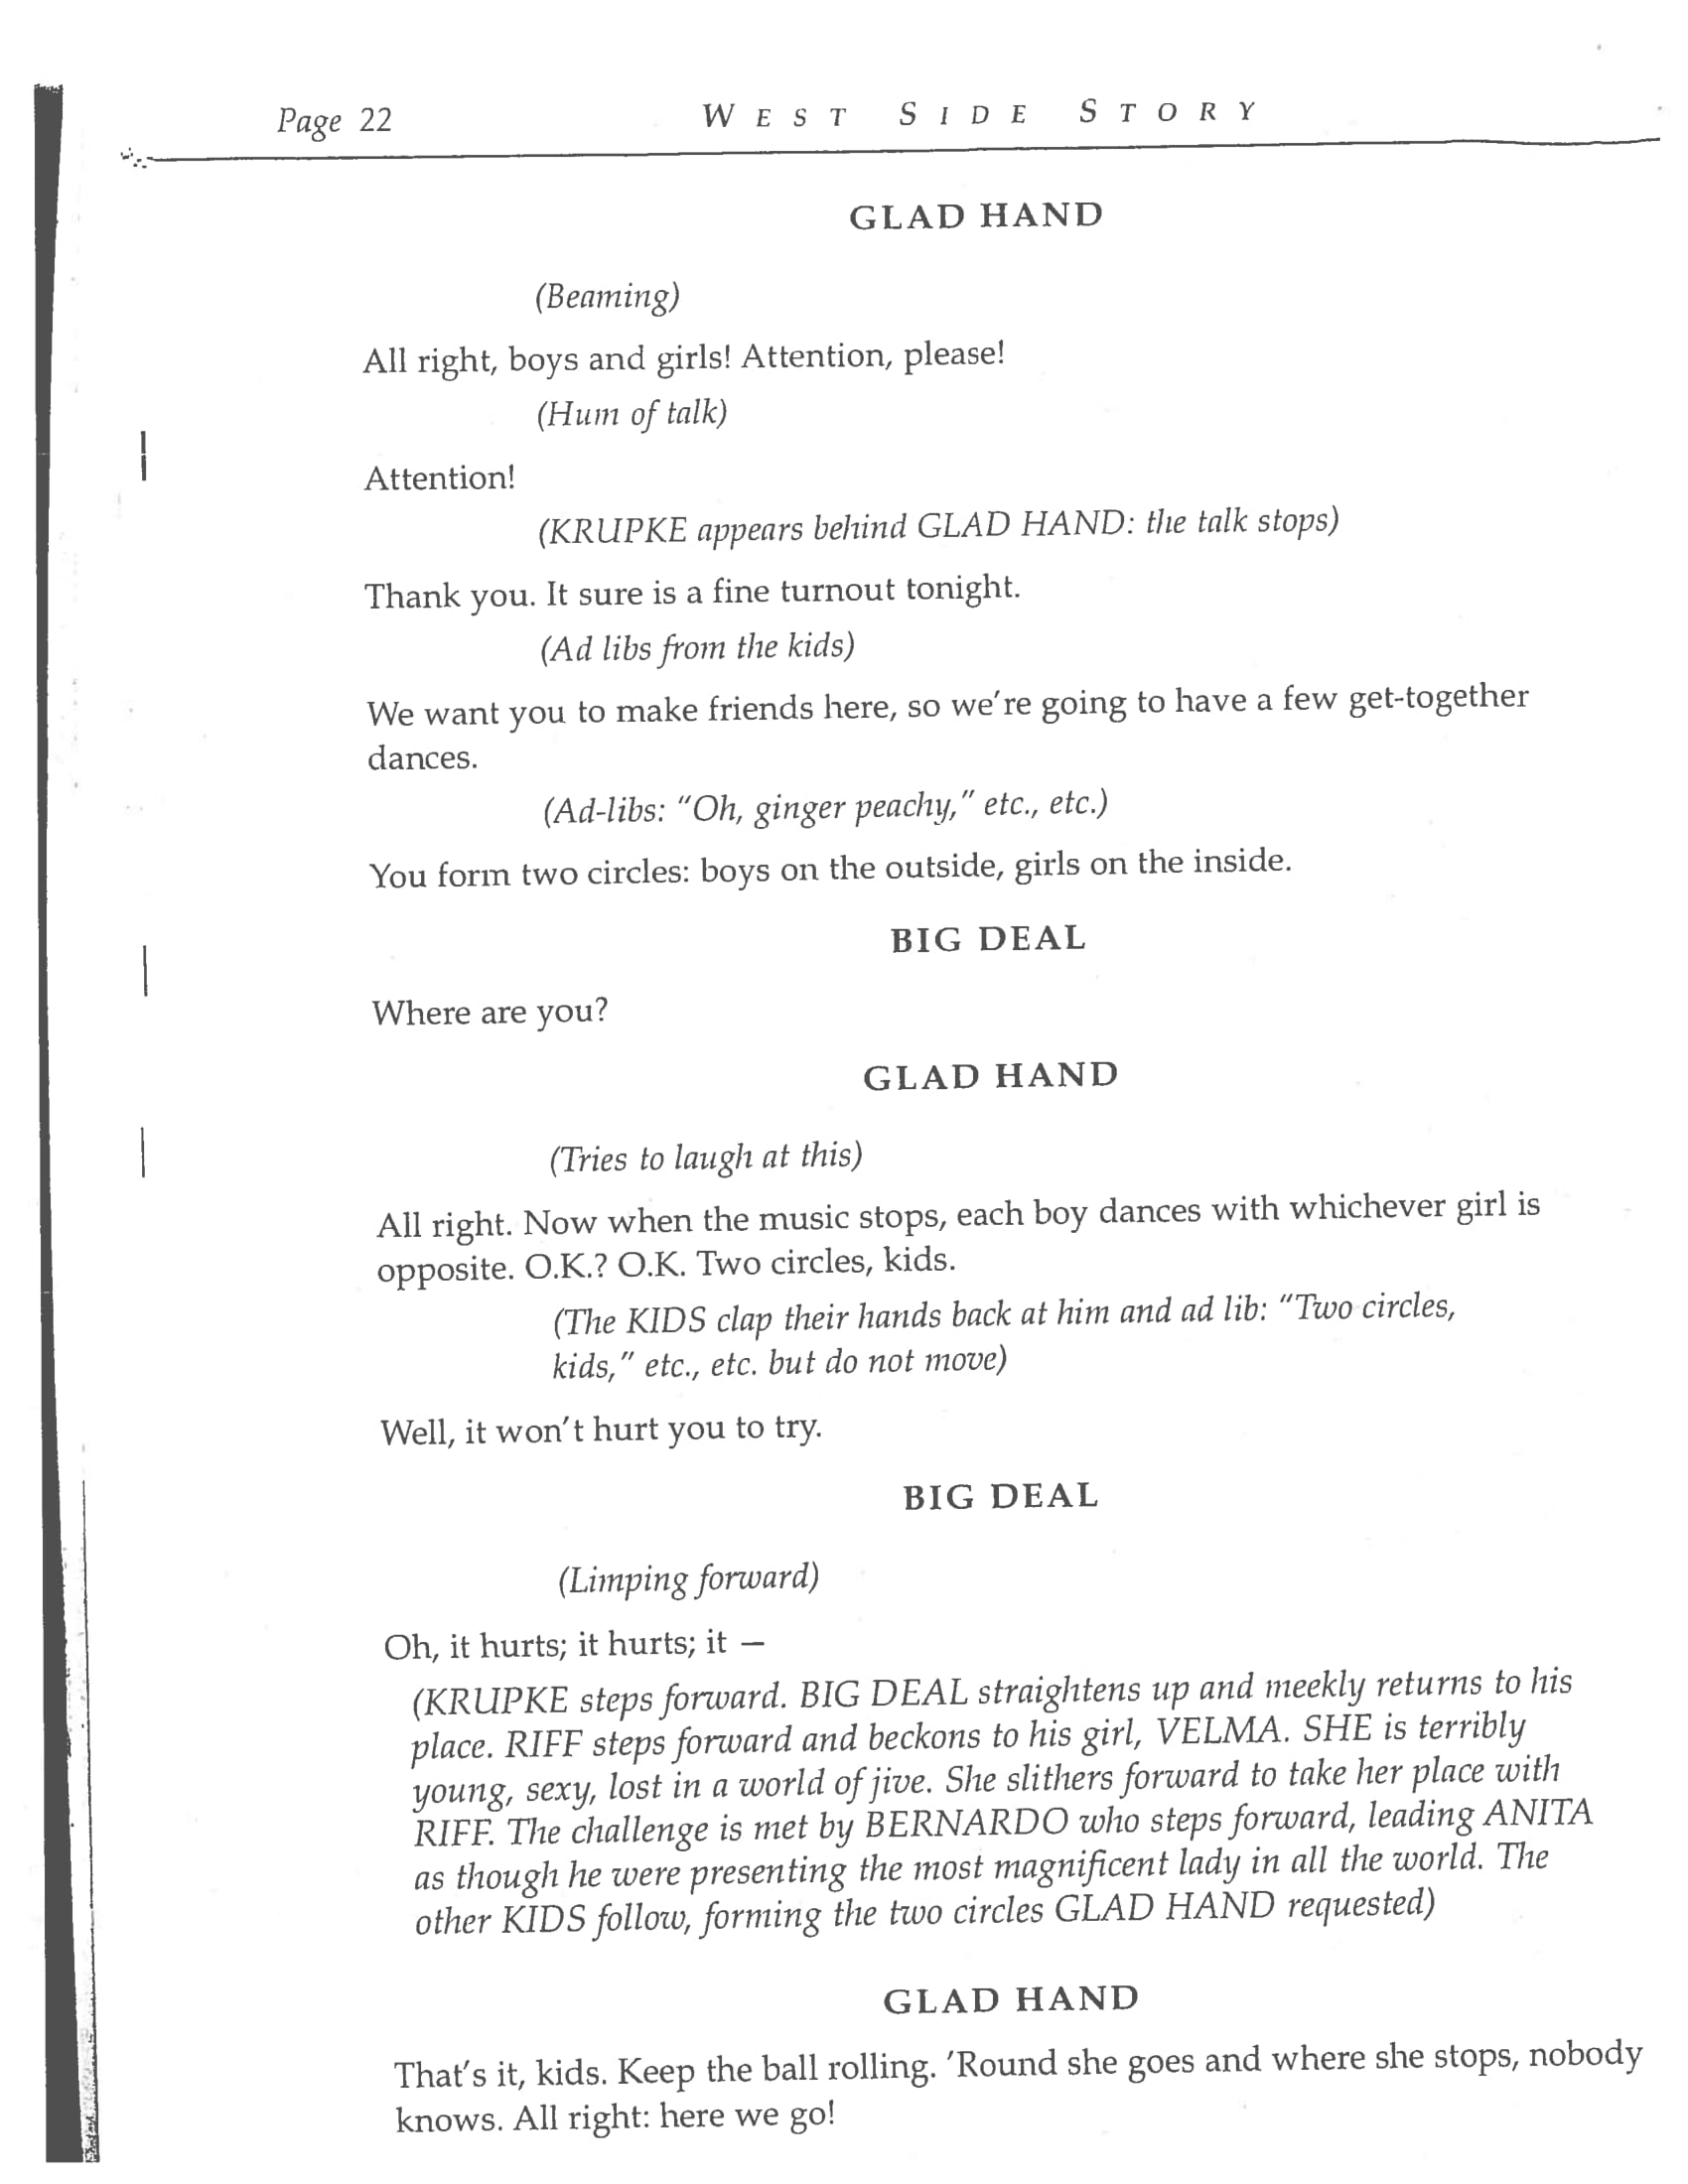 Page 22
WEST SIDE STORY
GLAD HAND
(Beaming)
All right, boys and girls! Attention, please!
(Hum of talk)
Attention!
(KRUPKE appears behind GLAD HAND: the talk stops)
Thank you. It sure is a fine turnout tonight.
(Ad libs from the kids)
We want you to make friends here, so we're going to have a few get-together
dances.
(Ad-libs: "Oh, ginger peachy," etc., etc.)
You form two circles: boys on the outside, girls on the inside.
BIG DEAL
Where are you?
GLAD HAND
(Tries to laugh at this)
All right. Now when the music stops, each boy dances with whichever girl is
opposite. O.K.? O.K. Two circles, kids.
(The KIDS clap their hands back at him and ad lib: "Two circles,
kids," etc., etc. but do not move)
Well, it won't hurt you to try.
BIG DEAL
(Limping forward)
Oh, it hurts; it hurts; it —
(KRUPKE steps forward. BIG DEAL straightens up and meekly returns to his
place. RIFF steps forward and beckons to his girl, VELMA. SHE is terribly
young, sexy, lost in a world of jive. She slithers forward to take her place with
RIFF. The challenge is met by BERNARDO who steps forward, leading ANITA
as though he were presenting the most magnificent lady in all the world. The
other KIDS follow, forming the two circles GLAD HAND requested)
GLAD HAND
That's it, kids. Keep the ball rolling. 'Round she goes and where she stops, nobody
knows. All right: here we go!